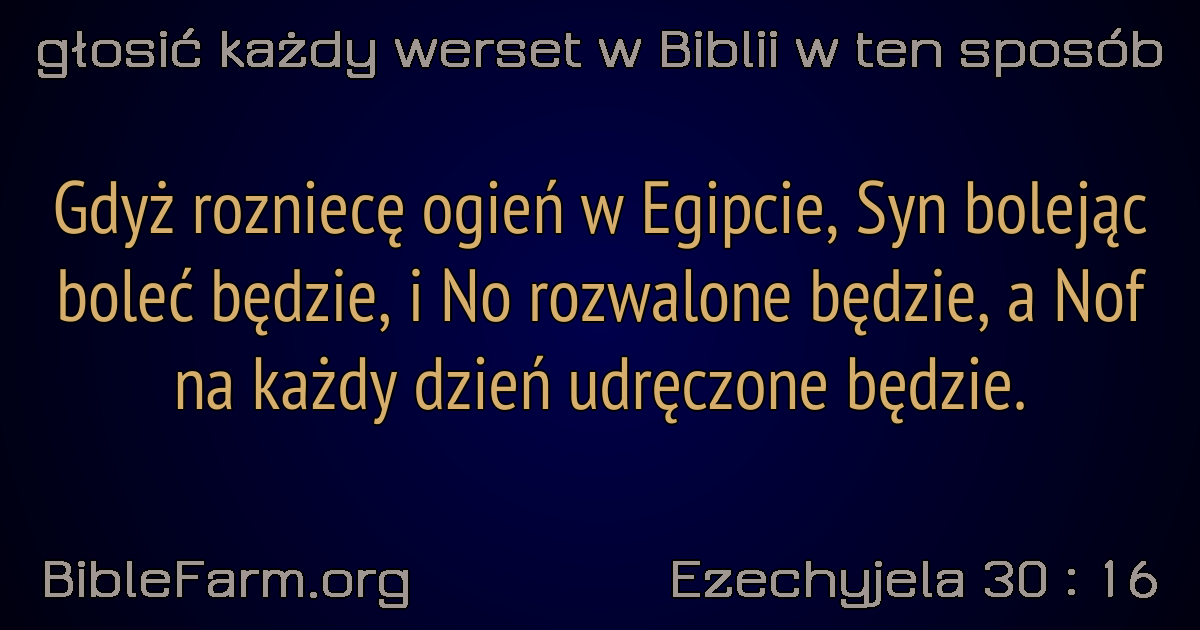 głosić każdy werset w Biblii w ten sposób
Gdyż rozniecę ogień w Egipcie, Syn bolejąc
boleć będzie, i No rozwalone będzie, a Nof
na każdy dzień udręczone będzie.
BibleFarm.org
Ezechyjela 30 : 16